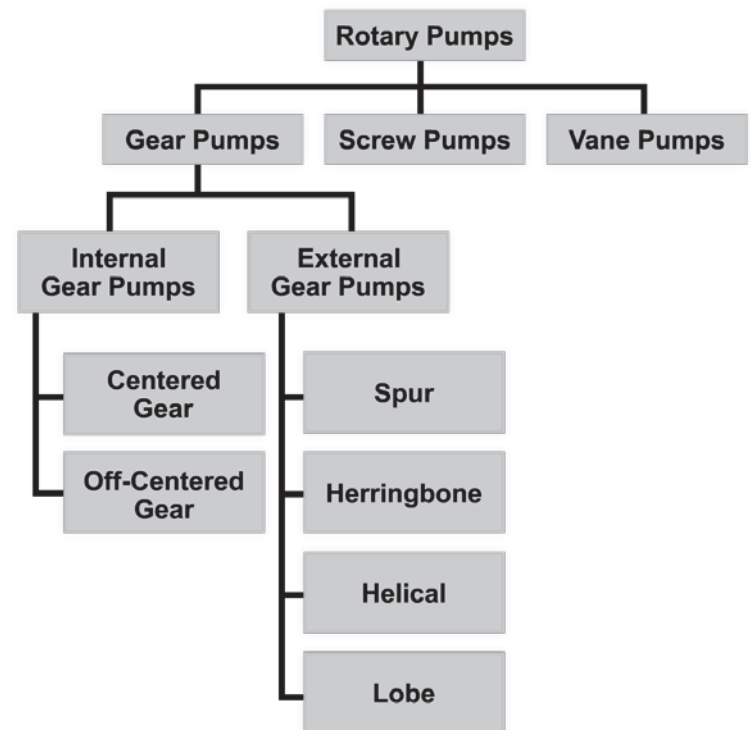 Rotary Pumps
Gear Pumps
Screw Pumps
Vane Pumps
Internal
Gear Pumps
External
Gear Pumps
Centered
Gear
Off-Centered
Gear
Spur
Herringbone
Helical
Lobe